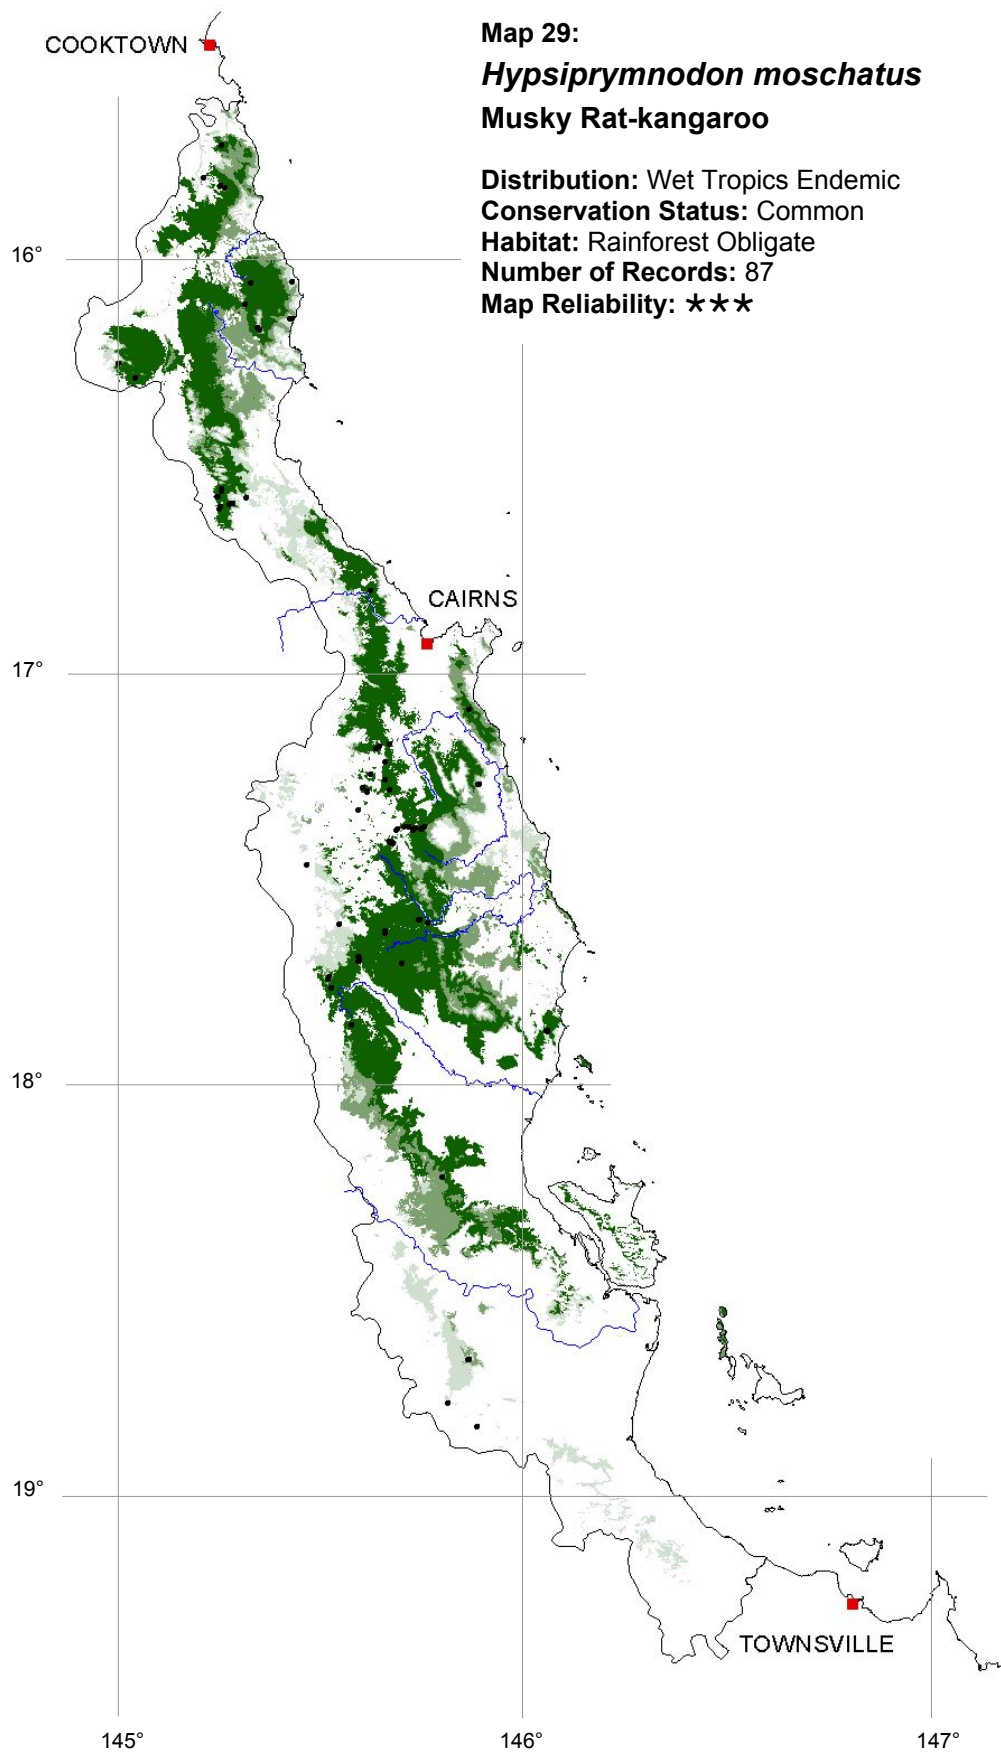 Map 29:
Hypsiprymnodon moschatus
Musky Rat-kangaroo
Distribution: Wet Tropics Endemic
Conservation Status: Common
Habitat: Rainforest Obligate
Number of Records: 87
Map Reliability: ***
COOKTOWN
16°
CAIRNS
17°
18°
19°
TOWNSVILLE
145°
146°
147°